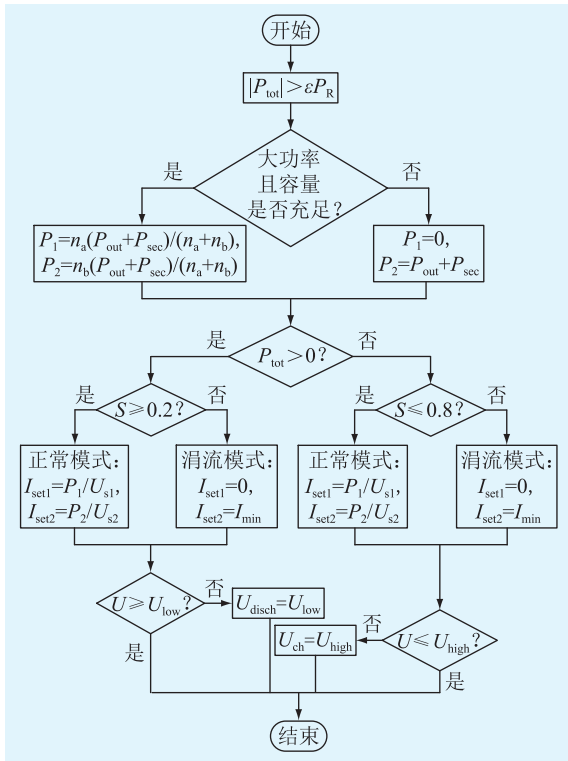 开始
|Ptot|>εPR
大功率
且容量
是否充足?
是
否
P1=na(Pout+Psec)/(na+nb),
P2=nb(Pout+Psec)/(na+nb)
P1=0,
P2=Pout+Psec
Ptot>0?
是
否
S≥0.2?
是
否
S≤0.8?
是
否
正常模式:
Iset1=P1/Us1,
Iset2=P2/Us2
涓流模式:
Iset1=0,
Iset2=Imin
正常模式:
Iset1=P1/Us1,
Iset2=P2/Us2
涓流模式:
Iset1=0,
Iset2=Imin
U≥Ulow?
否
Udisch=Ulow
是
Uch=Uhigh
否
U≤Uhigh?
是
结束